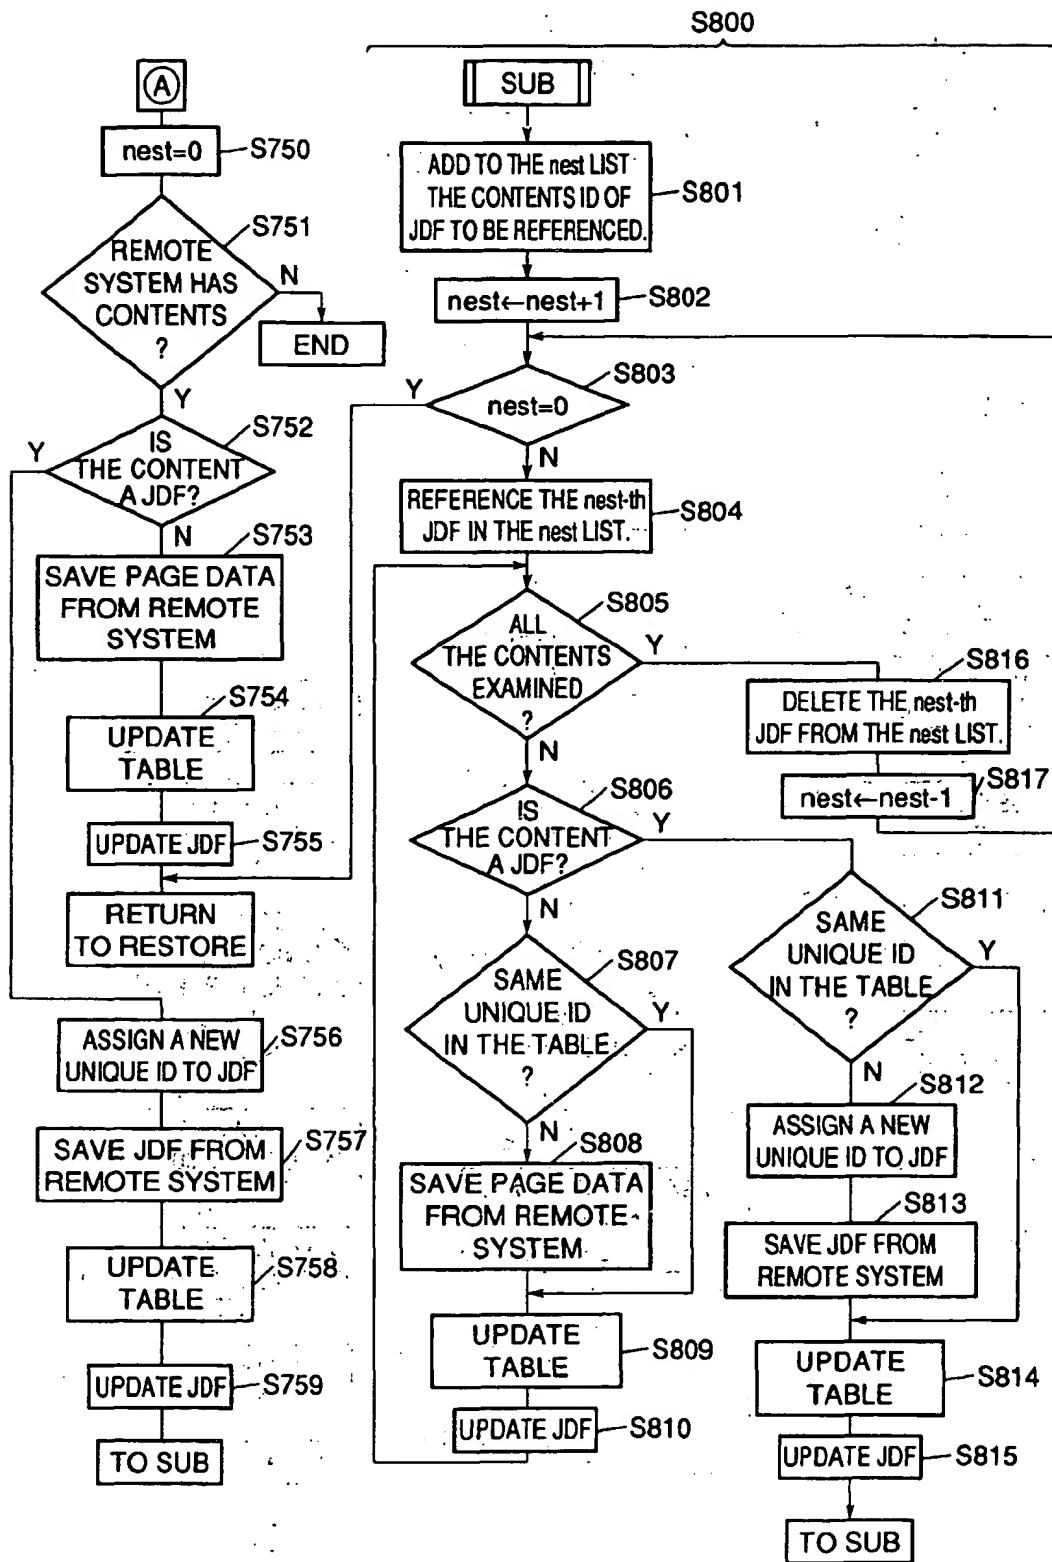 S800
A
nest=0
S750
REMOTE
SYSTEM HAS
CONTENTS
?
S751
N
END
Y
IS
THE CONTENT
A JDF?
S752
Y
N
S753
SAVE PAGE DATA
FROM REMOTE
SYSTEM
S754
UPDATE
TABLE
UPDATE JDF
S755
RETURN
TO RESTORE
ASSIGN A NEW
UNIQUE ID TO JDF
S756
SAVE JDF FROM
REMOTE SYSTEM
S757
UPDATE
TABLE
S758
UPDATE JDF
S759
TO SUB
SUB
ADD TO THE nest LIST
THE CONTENTS ID OF
JDF TO BE REFERENCED.
S801
nest←nest+1
S802
S803
Y
nest=0
N
REFERENCE THE nest-th
JDF IN THE nest LIST.
S804
S805
ALL
THE CONTENTS
EXAMINED
?
Y
N
S816
DELETE THE nest-th
JDF FROM THE nest LIST.
S817
nest←nest-1
S806
IS
THE CONTENT
A JDF?
Y
N
S807
SAME
UNIQUE ID
IN THE TABLE
?
Y
N
S808
SAVE PAGE DATA
FROM REMOTE
SYSTEM
UPDATE
TABLE
S809
UPDATE JDF
S810
S811
SAME
UNIQUE ID
IN THE TABLE
?
Y
N
S812
ASSIGN A NEW
UNIQUE ID TO JDF
S813
SAVE JDF FROM
REMOTE SYSTEM
UPDATE
TABLE
S814
UPDATE JDF
S815
TO SUB